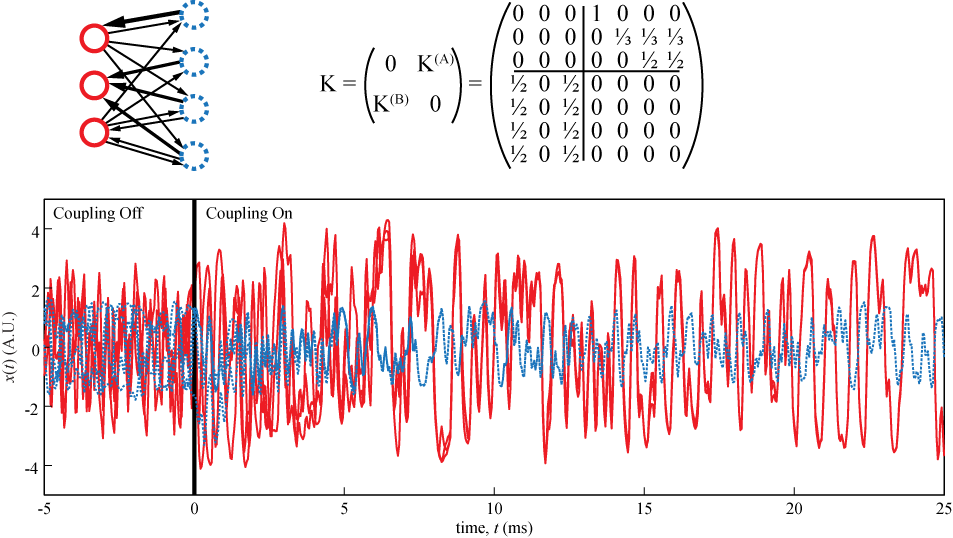 K = ( 0 K(A) K(B) 0 ) =
0 0 0 1 0 0 0
0 0 0 0 ⅓ ⅓ ⅓
0 0 0 0 0 ½ ½
½ 0 ½ 0 0 0 0
½ 0 ½ 0 0 0 0
½ 0 ½ 0 0 0 0
½ 0 ½ 0 0 0 0
Coupling Off
Coupling On
x(t) (A.U.)
4
2
0
-2
-4
-5 0 5 10 15 20 25
time, t (ms)